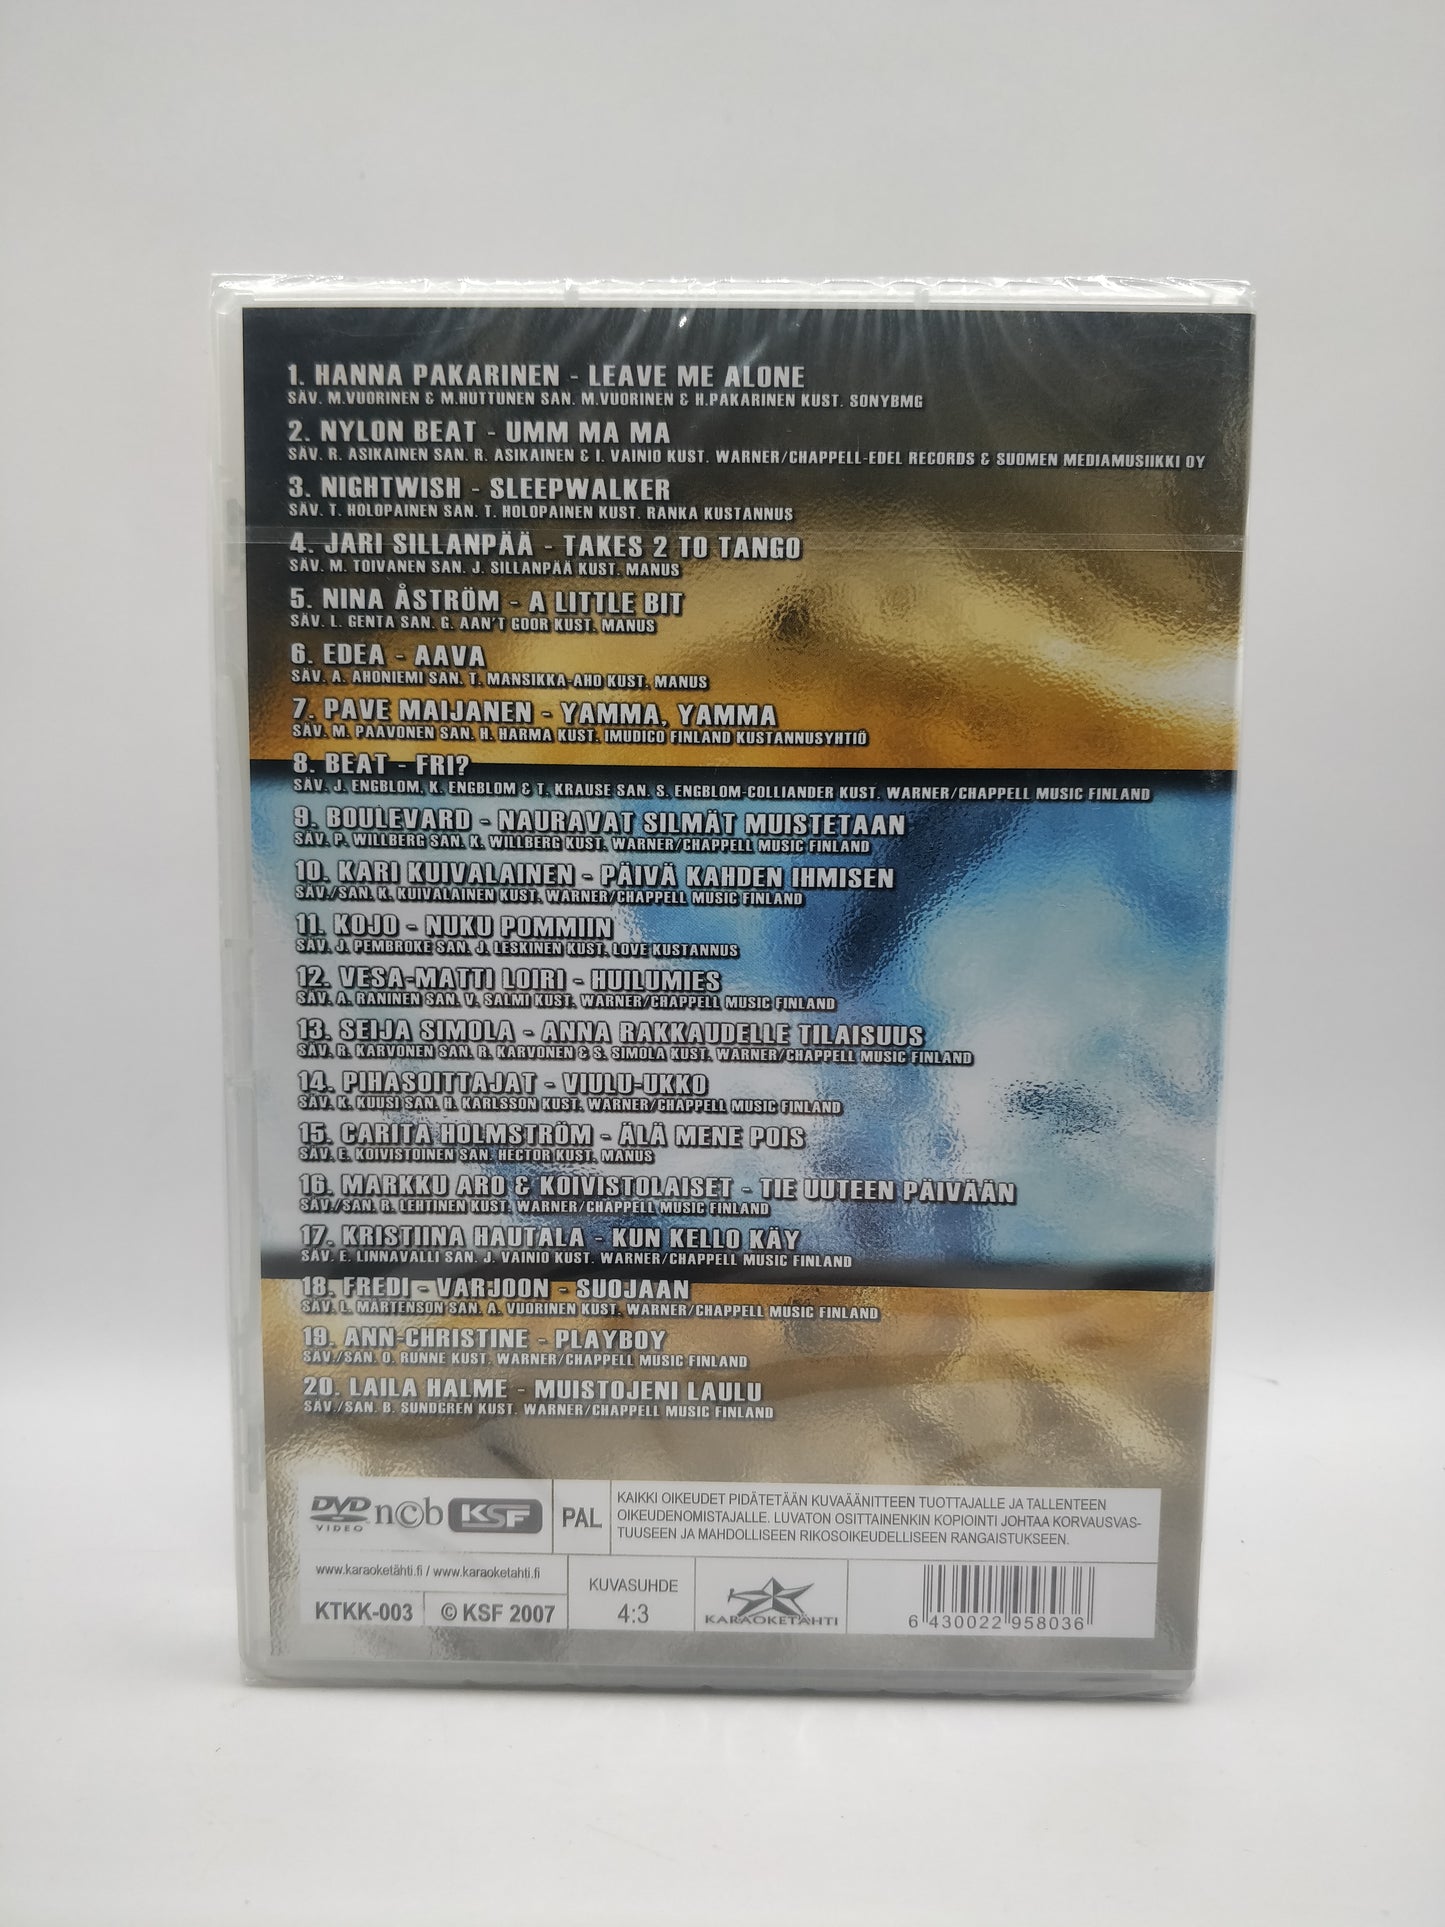 1. HANNA PAKARINEN - LEAVE ME ALONE
SÄV. M.VUORINEN & M.HUTTUNEN SAN. M.VUORINEN & H.PAKARINEN KUST. SONYBMG
2. NYLON BEAT - UMM MA MA
SÄV. R. ASIKAINEN SAN. R. ASIKAINEN & I. VAINIO KUST. WARNER/CHAPPELL-EDEL RECORDS & SUOMEN MEDIAMUSIIKKI OY
3. NIGHTWISH - SLEEPWALKER
SÄV. T. HOLOPAINEN SAN. T. HOLOPAINEN KUST. RANKA KUSTANNUS
4. JARI SILLANPÄÄ - TAKES 2 TO TANGO
SÄV. M. TOIVANEN SAN. J. SILLANPÄÄ KUST. MANUS
5. NINA ÅSTRÖM - A LITTLE BIT
SÄV. L. GENTA SAN. G. AAN'T GOOR KUST. MANUS
6. EDEA - AAVA
SÄV. A. AHONIEMI SAN. T. MANSIKKA-AHO KUST. MANUS
7. PAVE MAIJANEN - YAMMA, YAMMA
SÄV. M. PAAVONEN SAN. H. HARMA KUST. IMUDICO FINLAND KUSTANNUSYHTIÖ
8. BEAT - FRI?
SÄV. J. ENGBLOM, K. ENGBLOM & T. KRAUSE SAN. S. ENGBLOM-COLLIANDER KUST. WARNER/CHAPPELL MUSIC FINLAND
9. BOULEVARD - NAURAVAT SILMÄT MUISTETAAN
SÄV. P. WILLBERG SAN. K. WILLBERG KUST. WARNER/CHAPPELL MUSIC FINLAND
10. KARI KUIVALAINEN - PÄIVÄ KAHDEN IHMISEN
SÄV./SAN. K. KUIVALAINEN KUST. WARNER/CHAPPELL MUSIC FINLAND
11. KOJO - NUKU POMMIIN
SÄV. J. PEMBROKE SAN. J. LESKINEN KUST. LOVE KUSTANNUS
12. VESA-MATTI LOIRI - HUILUMIES
SÄV. A. RANINEN SAN. V. SALMI KUST. WARNER/CHAPPELL MUSIC FINLAND
13. SEIJA SIMOLA - ANNA RAKKAUDELLE TILAISUUS
SÄV. R. KARVONEN SAN. R. KARVONEN & S. SIMOLA KUST. WARNER/CHAPPELL MUSIC FINLAND
14. PIHASOITTAJAT - VIULU-UKKO
SÄV. K. KUUSI SAN. H. KARLSSON KUST. WARNER/CHAPPELL MUSIC FINLAND
15. CARITA HOLMSTRÖM - ÄLÄ MENE POIS
SÄV. E. KOIVISTOINEN SAN. HECTOR KUST. MANUS
16. MARKKU ARO & KOIVISTOLAISET - TIE UUTEEN PÄIVÄÄN
SÄV./SAN. R. LEHTINEN KUST. WARNER/CHAPPELL MUSIC FINLAND
17. KRISTIINA HAUTALA - KUN KELLO KÄY
SÄV. E. LINNAVALLI SAN. J. VAINIO KUST. WARNER/CHAPPELL MUSIC FINLAND
18. FREDI - VARJOON - SUOJAAN
SÄV. L. MARTENSON SAN. A. VUORINEN KUST. WARNER/CHAPPELL MUSIC FINLAND
19. ANN-CHRISTINE - PLAYBOY
SÄV./SAN. O. RUNNE KUST. WARNER/CHAPPELL MUSIC FINLAND
20. LAILA HALME - MUISTOJENI LAULU
SÄV./SAN. B. SUNDGREN KUST. WARNER/CHAPPELL MUSIC FINLAND
DVD VIDEO n©b KSF PAL
KAIKKI OIKEUDET PIDÄTETÄÄN KUVAÄÄNITTEEN TUOTTAJALLE JA TALLENTEEN
OIKEUDENOMISTAJALLE. LUVATON OSITTAINENKIN KOPIOINTI JOHTAA KORVAUSVAS-
TUUSEEN JA MAHDOLLISEEN RIKOSOIKEUDELLISEEN RANGAISTUKSEEN.
www.karaoketähti.fi / www.karaoketahti.fi
KTKK-003 © KSF 2007
KUVASUHDE
4:3
KARAOKETÄHTI
6 430022 958036